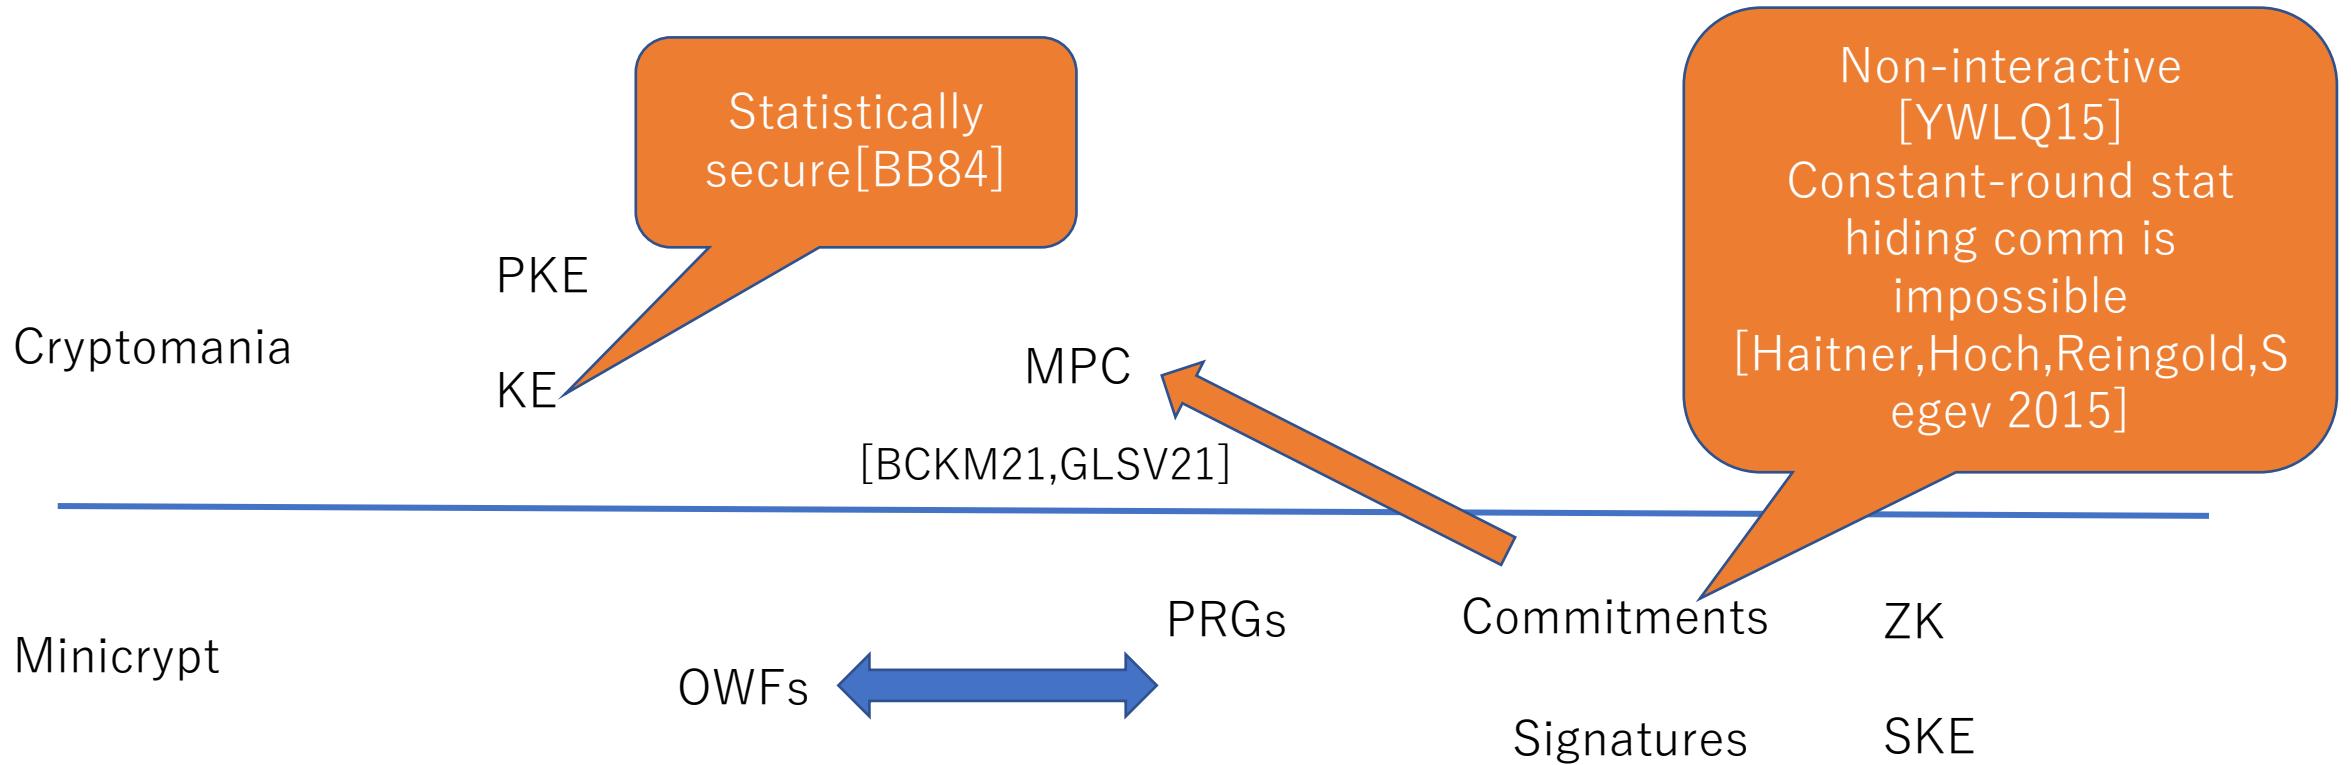 Statistically
secure[BB84]
Non-interactive
[YWLQ15]
Constant-round stat
hiding comm is
impossible
[Haitner,Hoch,Reingold,S
egev 2015]
PKE
Cryptomania
KE
MPC
[BCKM21,GLSV21]
Minicrypt
OWFs
PRGs
Commitments
ZK
Signatures
SKE